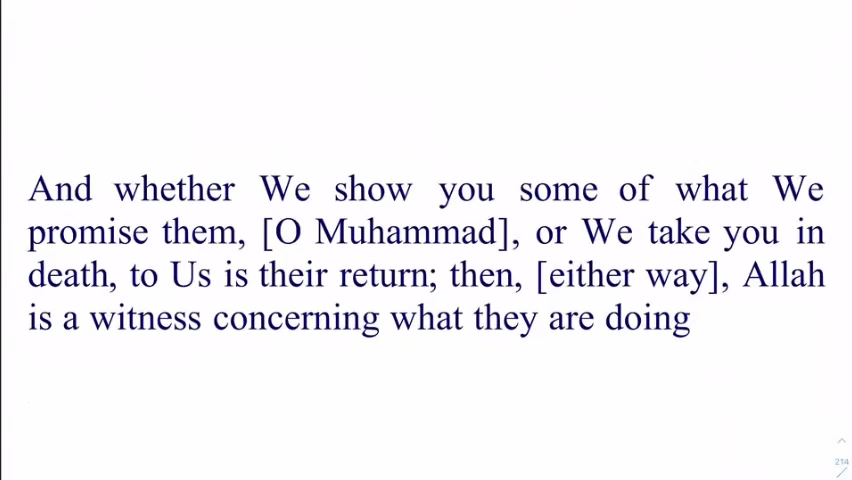 And whether We show you some of what We
promise them, [O Muhammad], or We take you in
death, to Us is their return; then, [either way], Allah
is a witness concerning what they are doing
214